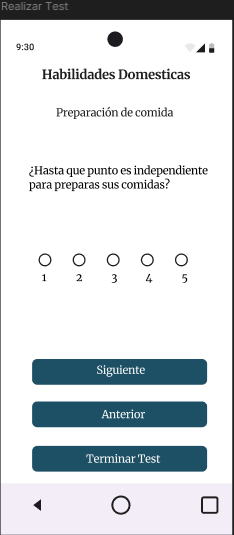 Realizar Test
9:30
Habilidades Domesticas
Preparación de comida
¿Hasta que punto es independiente
para preparas sus comidas?
1 2 3 4 5
Siguiente
Anterior
Terminar Test